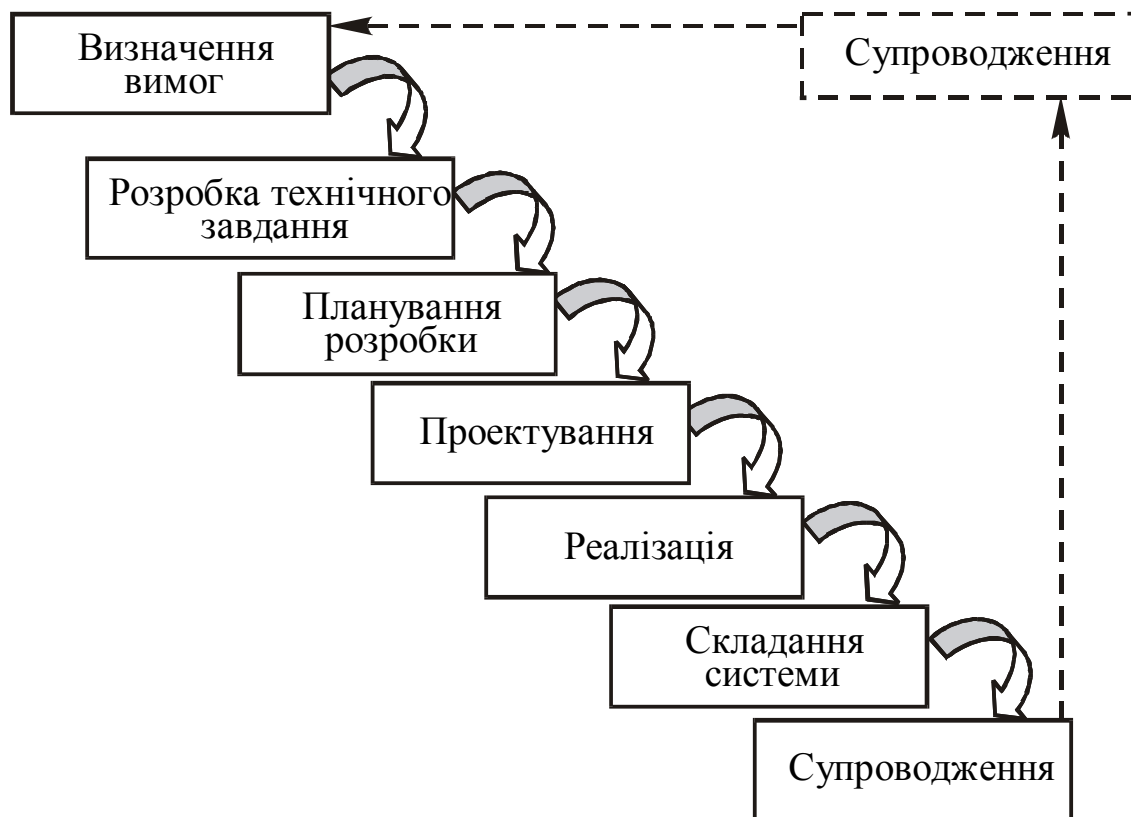 Визначення
вимог
Супроводження
Розробка технічного
завдання
Планування
розробки
Проектування
Реалізація
Складання
системи
Супроводження